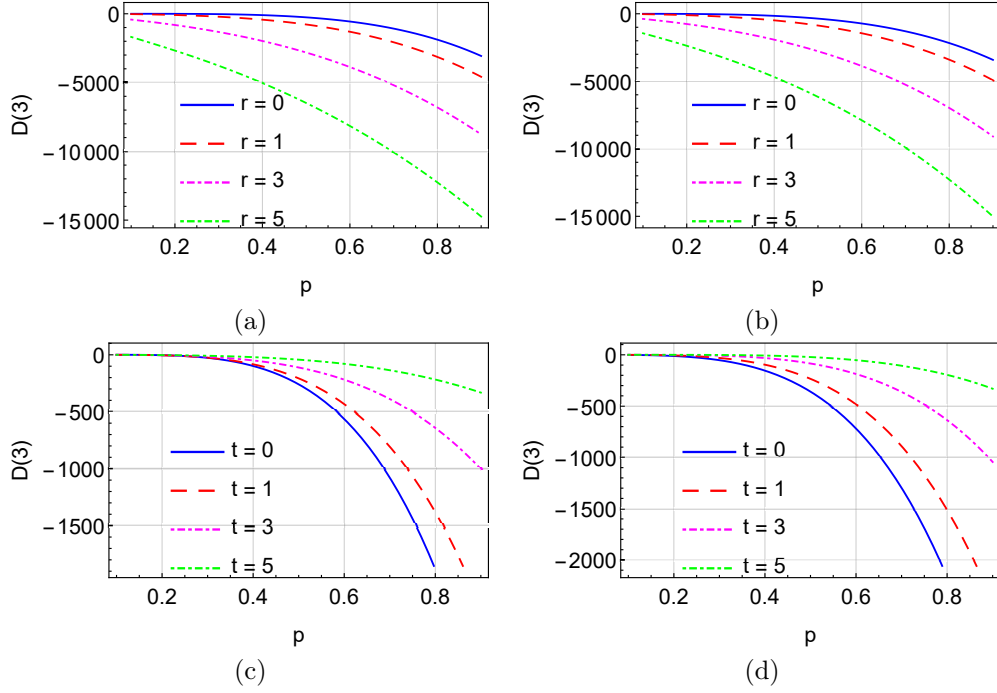 0
−5000
−10 000
−15 000
D(3)
r = 0
r = 1
r = 3
r = 5
0.2 0.4 0.6 0.8
p
(a)
0
−5000
−10 000
−15 000
D(3)
r = 0
r = 1
r = 3
r = 5
0.2 0.4 0.6 0.8
p
(b)
0
−500
−1000
−1500
D(3)
t = 0
t = 1
t = 3
t = 5
0.2 0.4 0.6 0.8
p
(c)
0
−500
−1000
−1500
−2000
D(3)
t = 0
t = 1
t = 3
t = 5
0.2 0.4 0.6 0.8
p
(d)